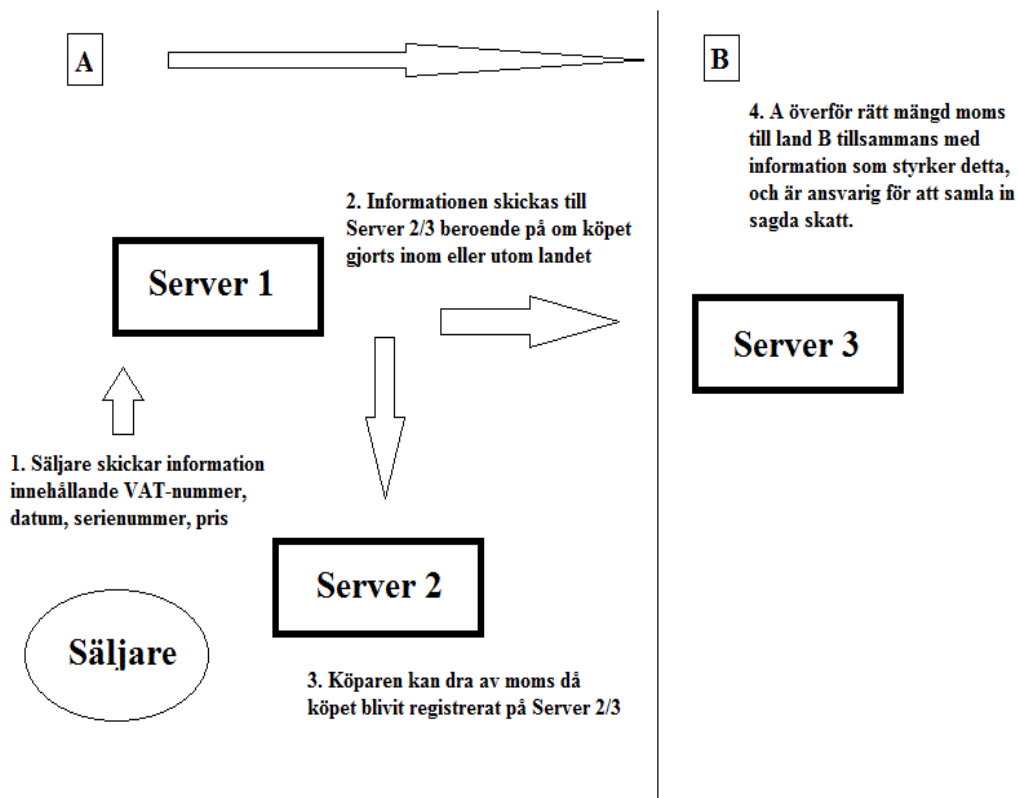 A
B
4. A överför rätt mängd moms
till land B tillsammans med
information som styrker detta,
och är ansvarig för att samla in
sagda skatt.
2. Informationen skickas till
Server 2/3 beroende på om köpet
gjorts inom eller utom landet
Server 1
Server 3
1. Säljare skickar information
innehållande VAT-nummer,
datum, serienummer, pris
Server 2
Säljare
3. Köparen kan dra av moms då
köpet blivit registrerat på Server 2/3